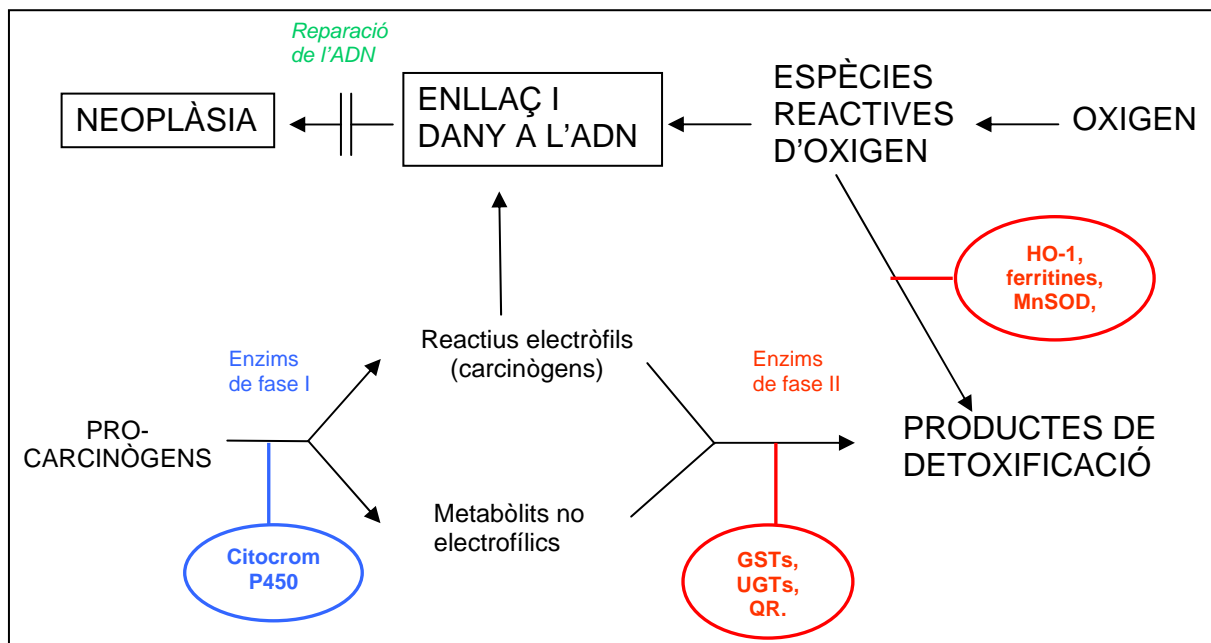 Reparació
de l’ADN
NEOPLÀSIA
ENLLAÇ I
DANY A L’ADN
ESPÈCIES
REACTIVES
D’OXIGEN
OXIGEN
HO-1,
ferritines,
MnSOD,
Reactius electròfils
(carcinògens)
Enzims
de fase I
Enzims
de fase II
PRO-
CARCINÒGENS
PRODUCTES DE
DETOXIFICACIÓ
Metabòlits no
electrofílics
Citocrom
P450
GSTs,
UGTs,
QR.